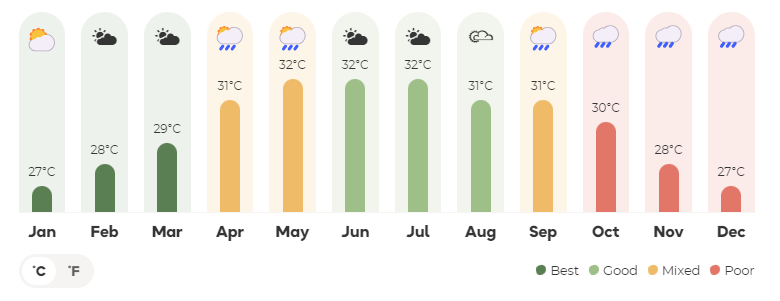 32°C 32°C 32°C
31°C 31°C 31°C
30°C
29°C
28°C 28°C
27°C 27°C
Jan Feb Mar Apr May Jun Jul Aug Sep Oct Nov Dec
°C °F Best Good Mixed Poor